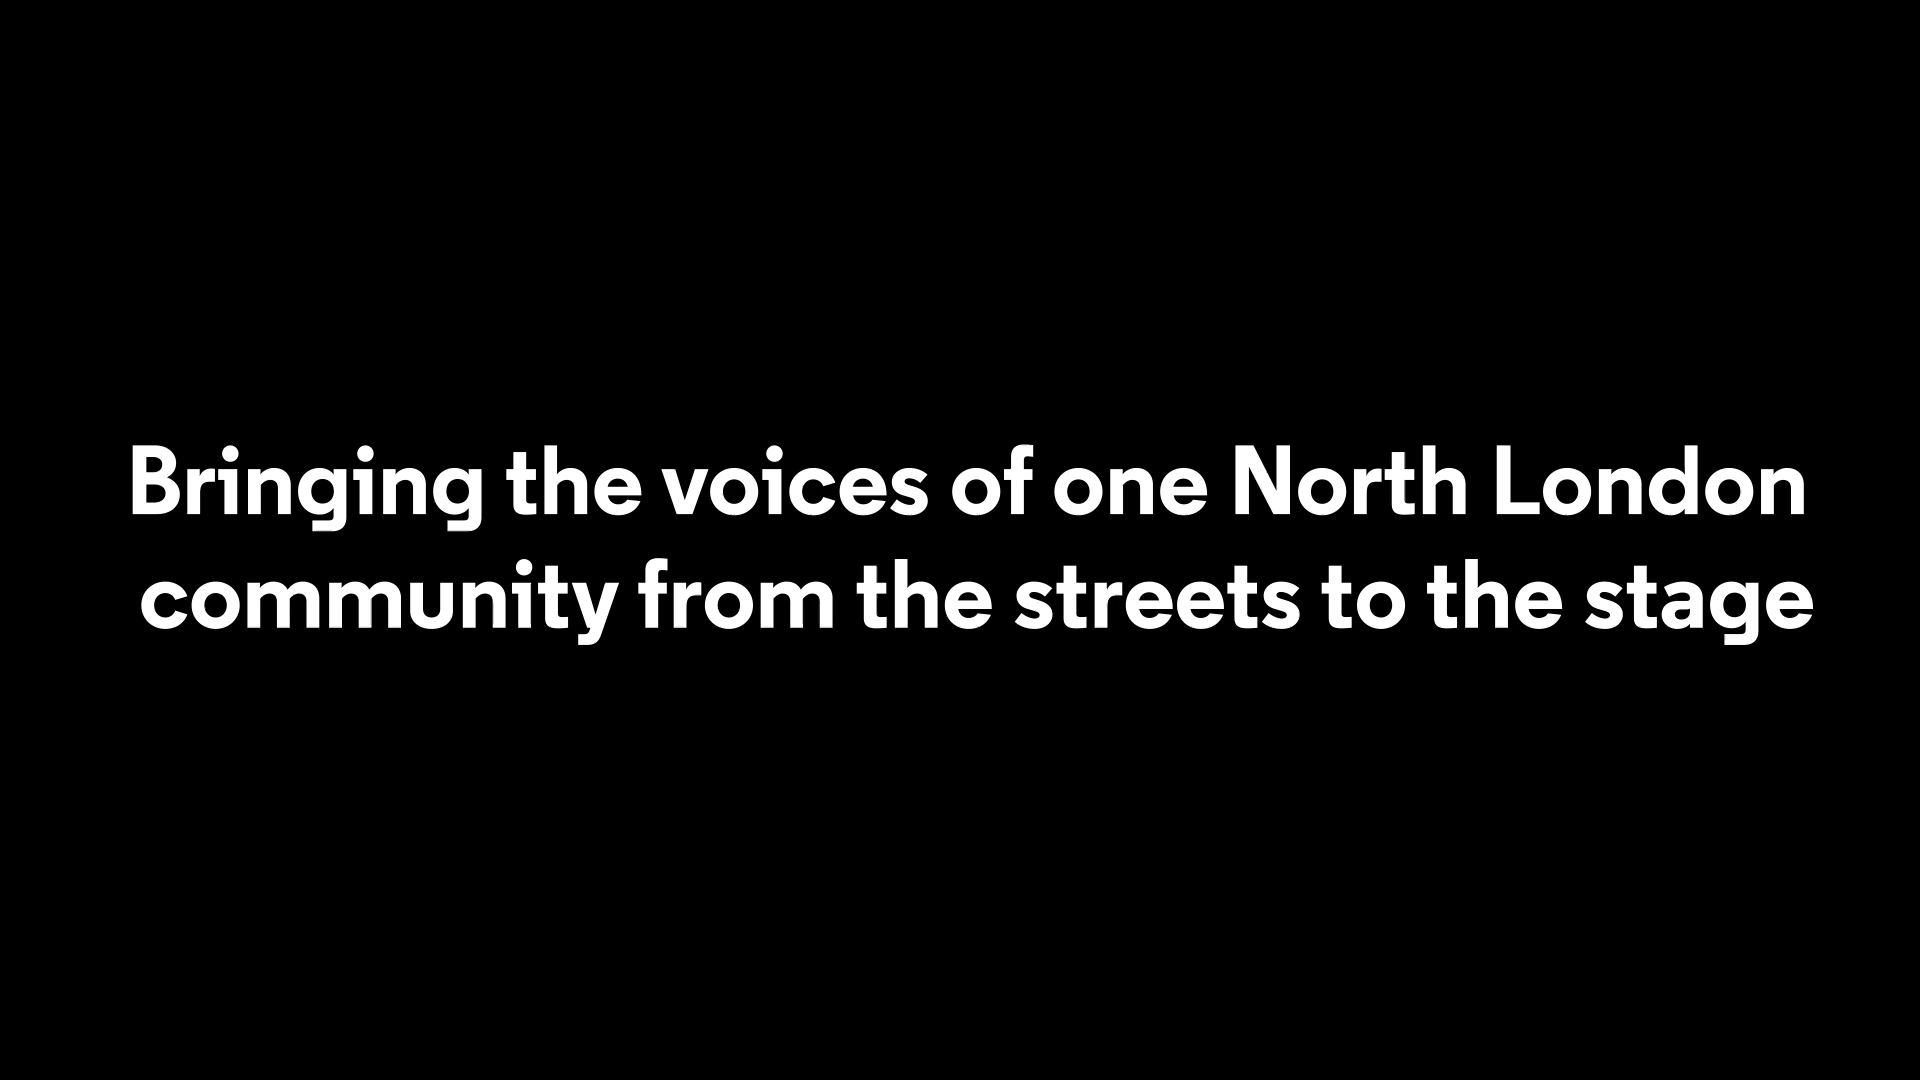 Bringing the voices of one North London
community from the streets to the stage